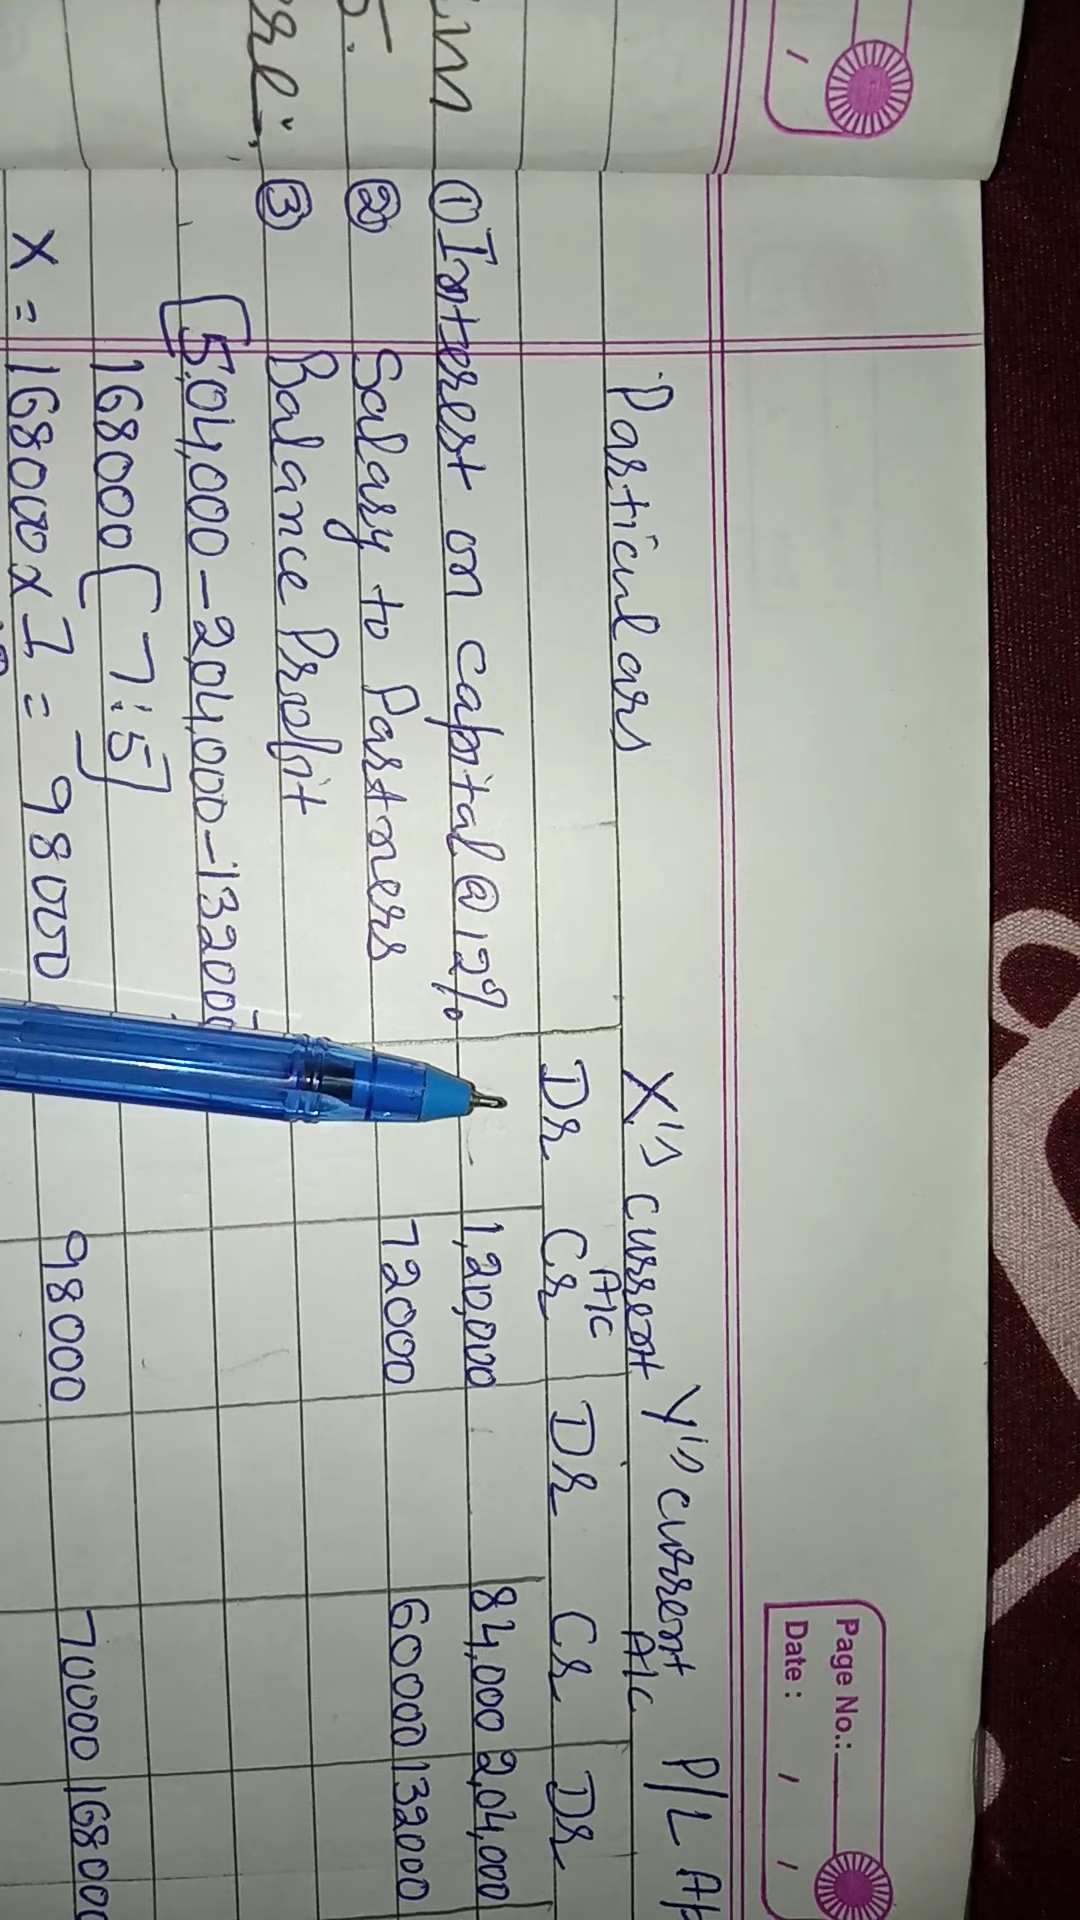 Page No.:
Date : / /
Particulars X's current A/c Y's current A/c P/L
Dr Cr Dr Cr Dr
① Interest on capital @ 12% 1,20,000 84,000 2,04,000
② Salary to Partners 72000 60000 132000
③ Balance Profit
[5,04,000-2,04,000-13200
168000 [7:5]
98000 70000 168000
X = 168000 x 7 = 98000